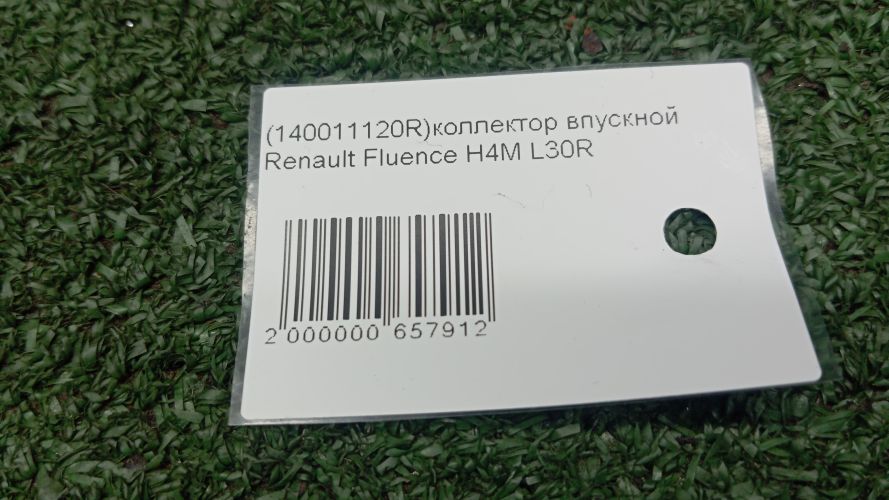 (140011120R)коллектор впускной
Renault Fluence H4M L30R
2 000000 657912